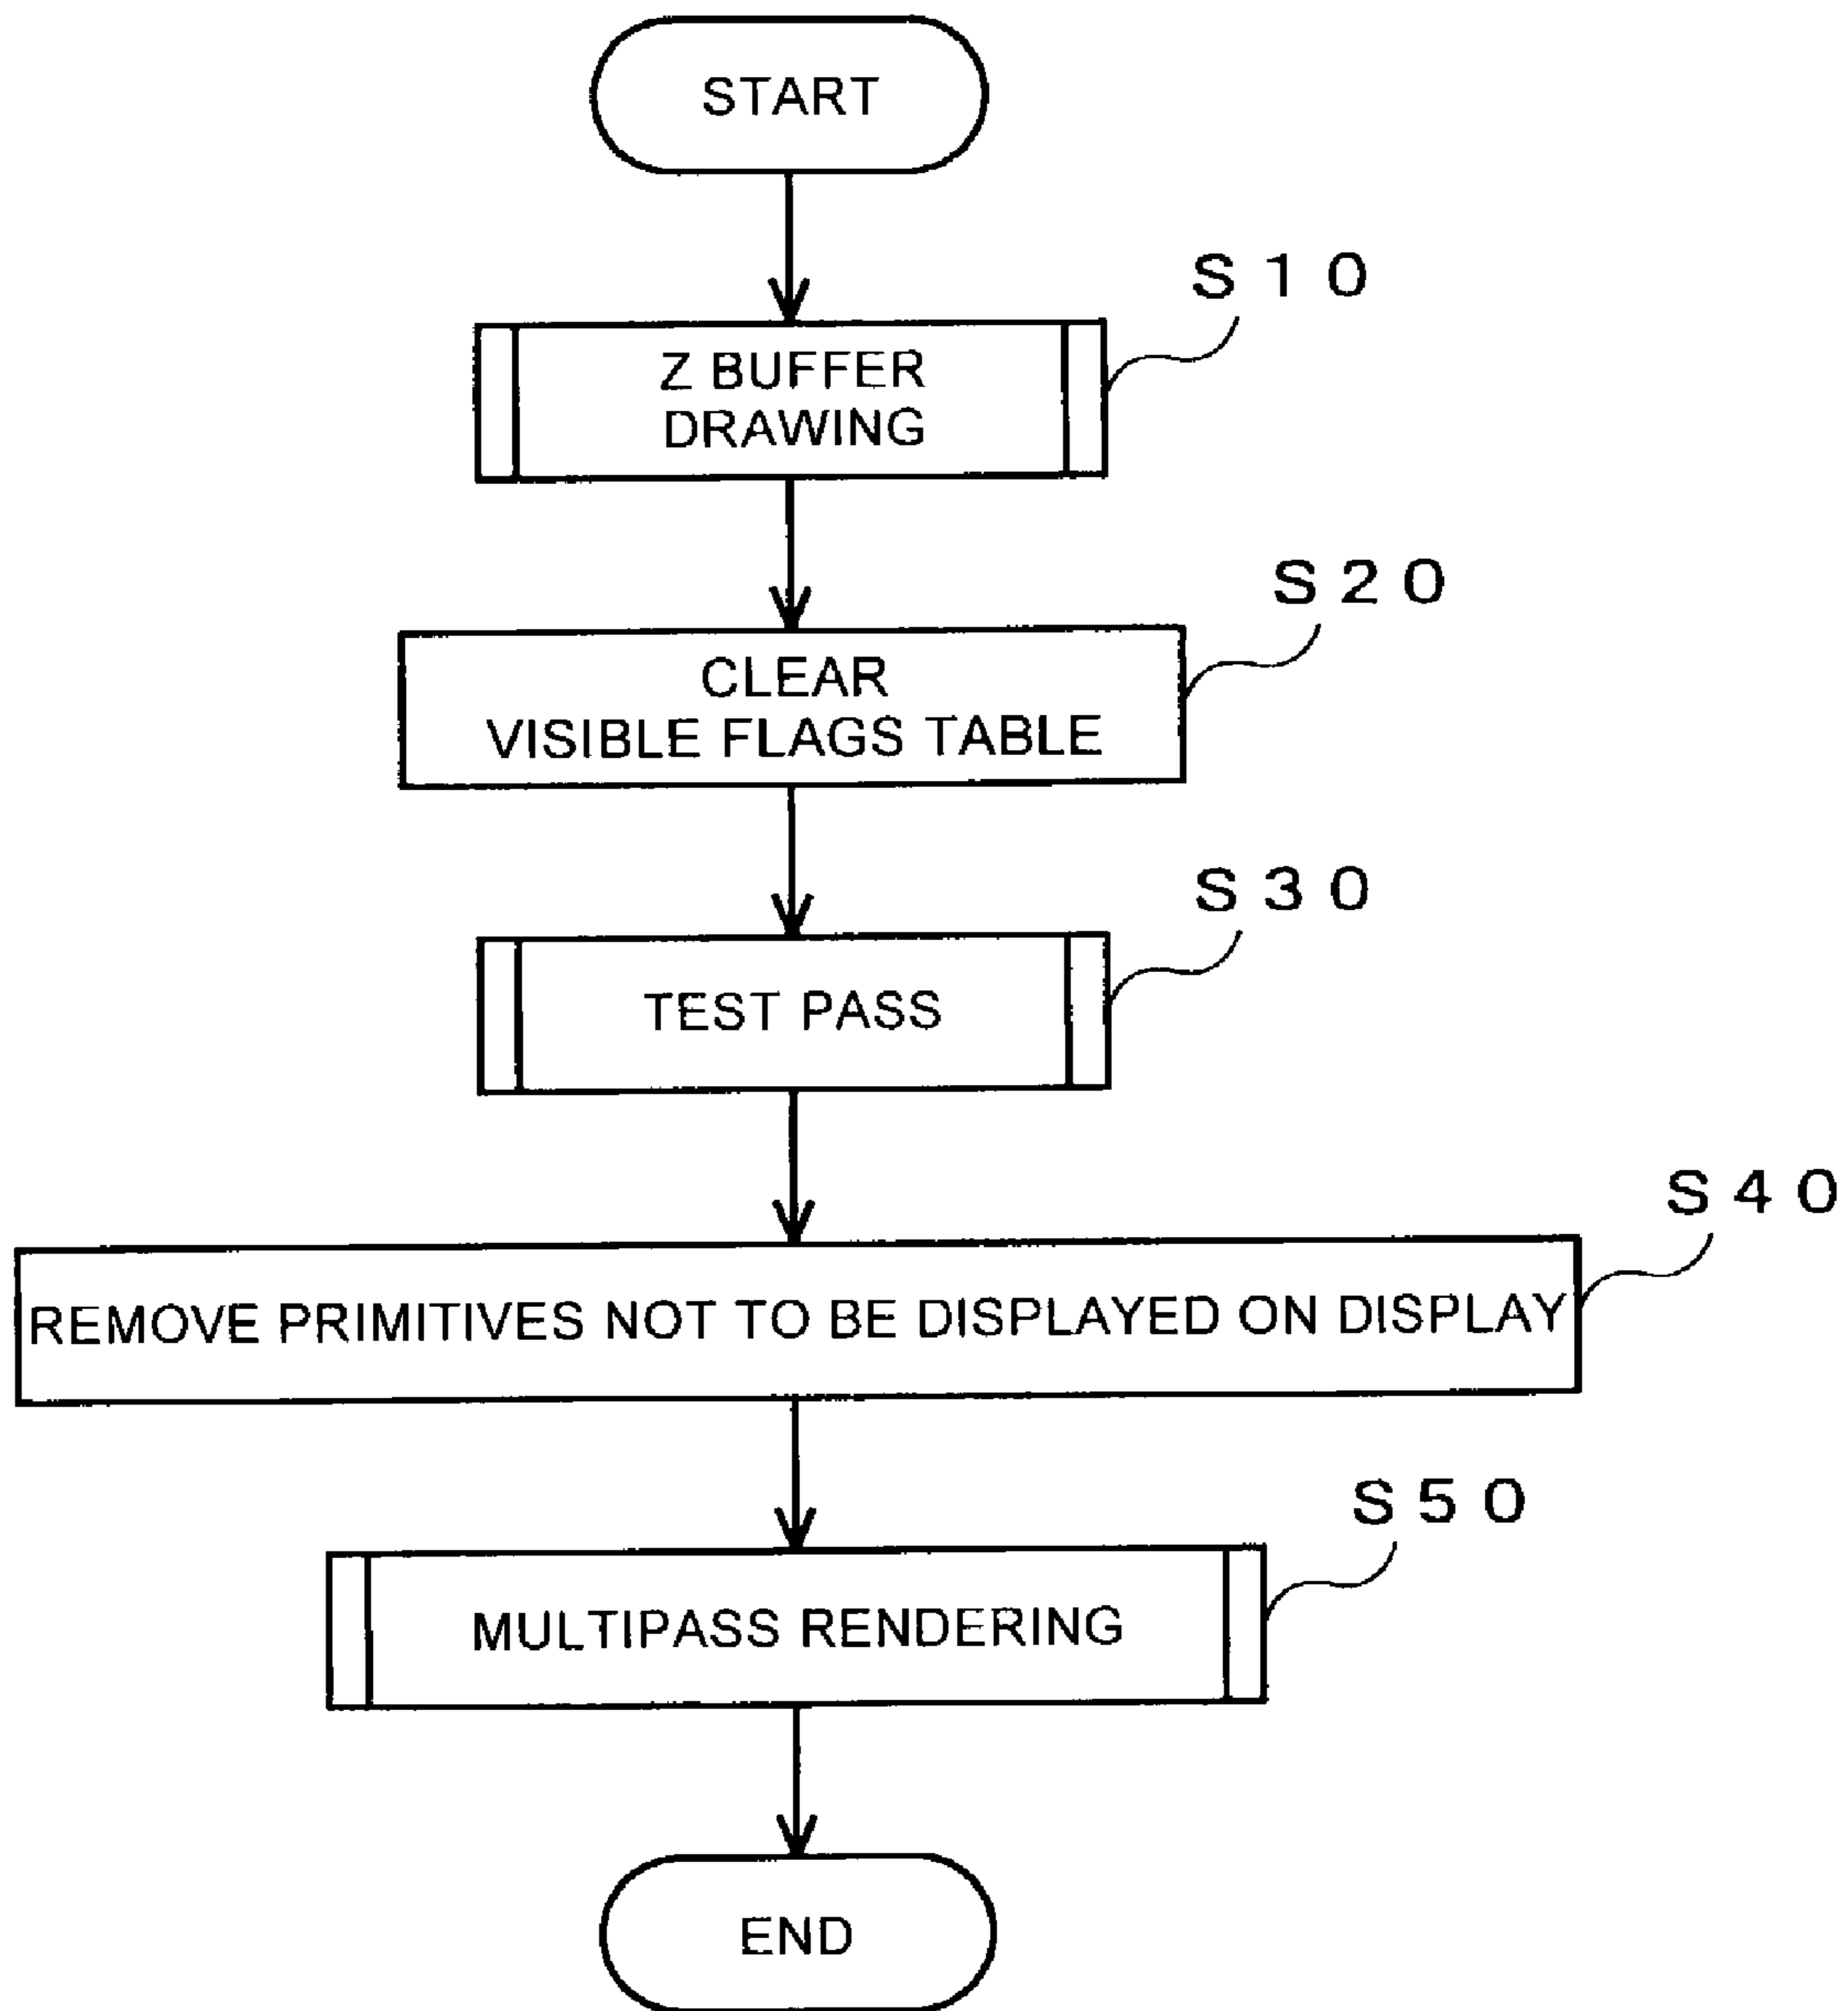 START
S10
Z BUFFER
DRAWING
S20
CLEAR
VISIBLE FLAGS TABLE
S30
TEST PASS
S40
REMOVE PRIMITIVES NOT TO BE DISPLAYED ON DISPLAY
S50
MULTIPASS RENDERING
END